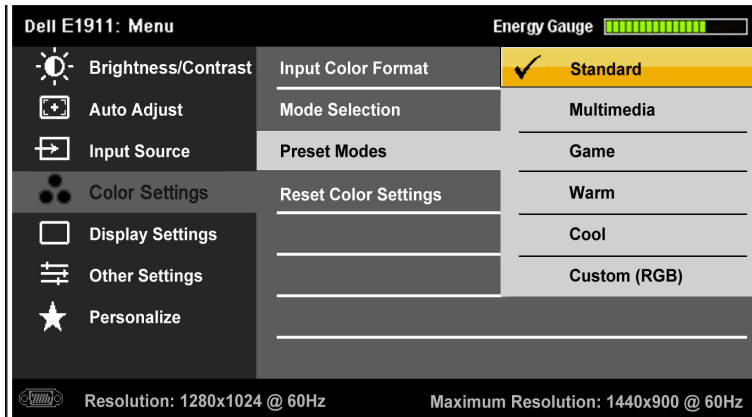 Dell E1911: Menu
Energy Gauge
Brightness/Contrast
Auto Adjust
Input Source
Color Settings
Display Settings
Other Settings
Personalize
Input Color Format
Mode Selection
Preset Modes
Reset Color Settings
Standard
Multimedia
Game
Warm
Cool
Custom (RGB)
Resolution: 1280x1024 @ 60Hz
Maximum Resolution: 1440x900 @ 60Hz